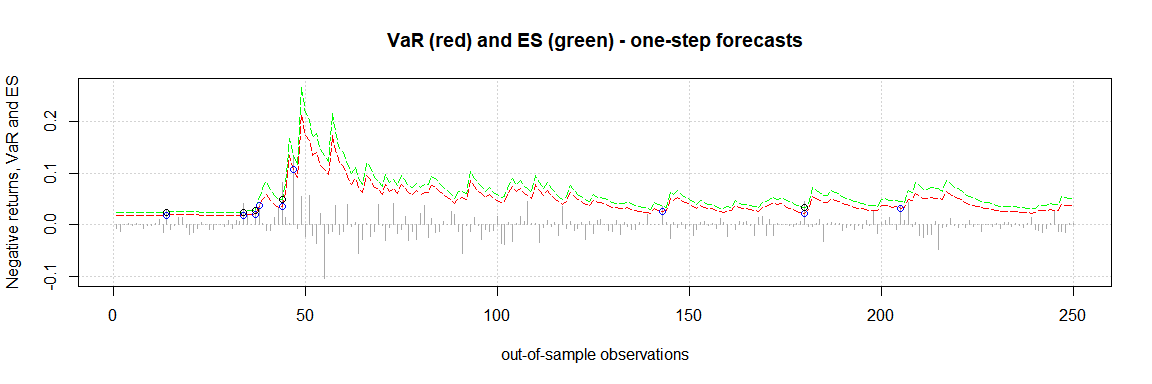 VaR (red) and ES (green) - one-step forecasts
Negative returns, VaR and ES
0.2
0.1
0.0
-0.1
0 50 100 150 200 250
out-of-sample observations